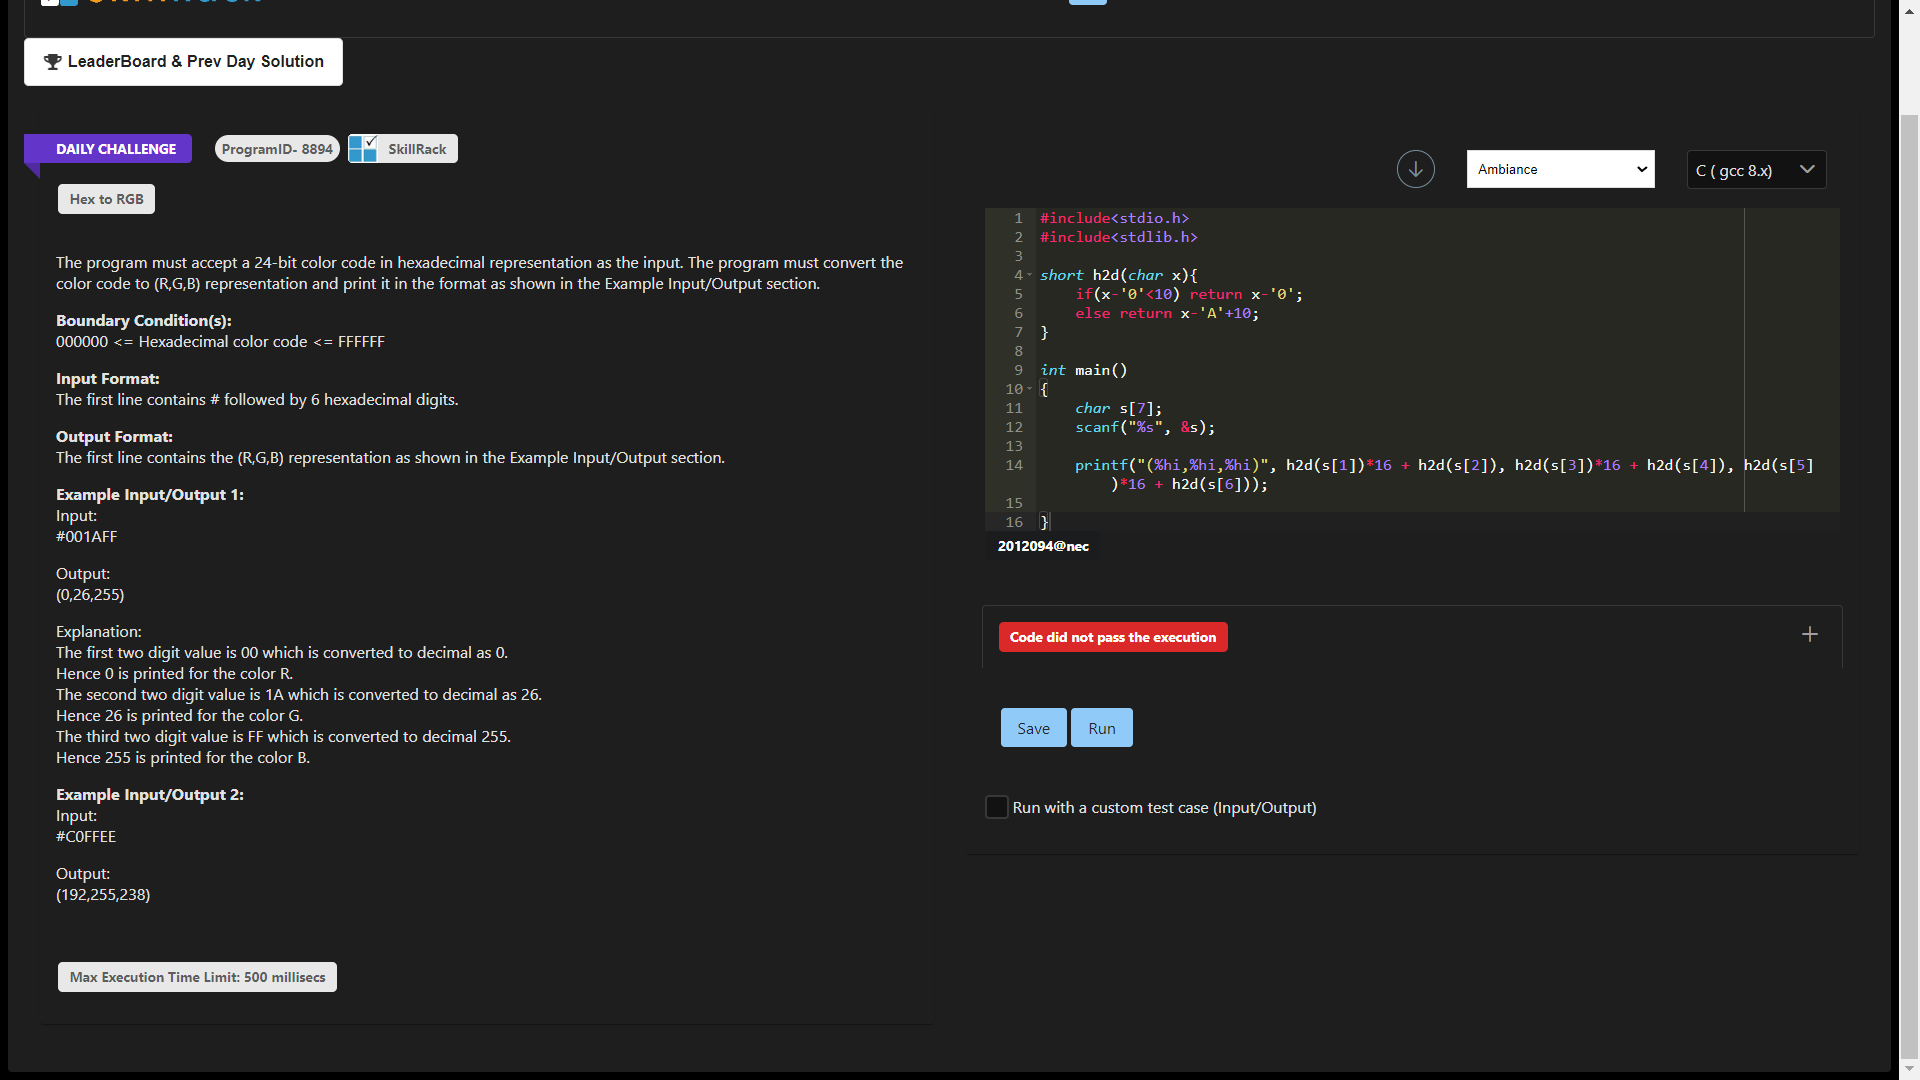 LeaderBoard & Prev Day Solution
DAILY CHALLENGE
ProgramID- 8894
SkillRack
Hex to RGB
The program must accept a 24-bit color code in hexadecimal representation as the input. The program must convert the
color code to (R,G,B) representation and print it in the format as shown in the Example Input/Output section.
Boundary Condition(s):
000000 <= Hexadecimal color code <= FFFFFF
Input Format:
The first line contains # followed by 6 hexadecimal digits.
Output Format:
The first line contains the (R,G,B) representation as shown in the Example Input/Output section.
Example Input/Output 1:
Input:
#001AFF
Output:
(0,26,255)
Explanation:
The first two digit value is 00 which is converted to decimal as 0.
Hence 0 is printed for the color R.
The second two digit value is 1A which is converted to decimal as 26.
Hence 26 is printed for the color G.
The third two digit value is FF which is converted to decimal 255.
Hence 255 is printed for the color B.
Example Input/Output 2:
Input:
#C0FFEE
Output:
(192,255,238)
Max Execution Time Limit: 500 millisecs
Ambiance
C ( gcc 8.x)
1 #include<stdio.h>
2 #include<stdlib.h>
3
4 short h2d(char x){
5 if(x-'0'<10) return x-'0';
6 else return x-'A'+10;
7 }
8
9 int main()
10 {
11 char s[7];
12 scanf("%s", &s);
13
14 printf("(%hi,%hi,%hi)", h2d(s[1])*16 + h2d(s[2]), h2d(s[3])*16 + h2d(s[4]), h2d(s[5]
)*16 + h2d(s[6]));
15
16 }
2012094@nec
Code did not pass the execution
Save
Run
Run with a custom test case (Input/Output)